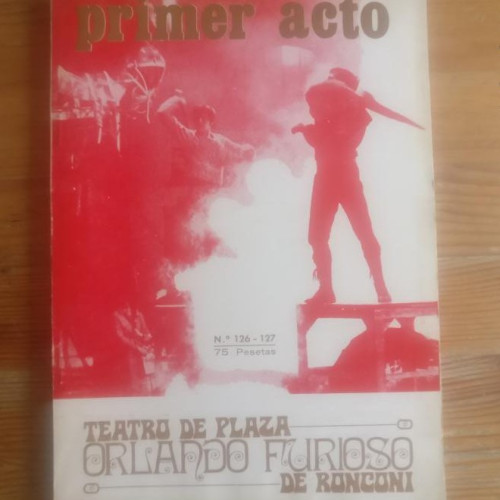 primer acto
N.º 126 - 127
75 Pesetas
TEATRO DE PLAZA
ORLANDO FURIOSO
DE RONCONI